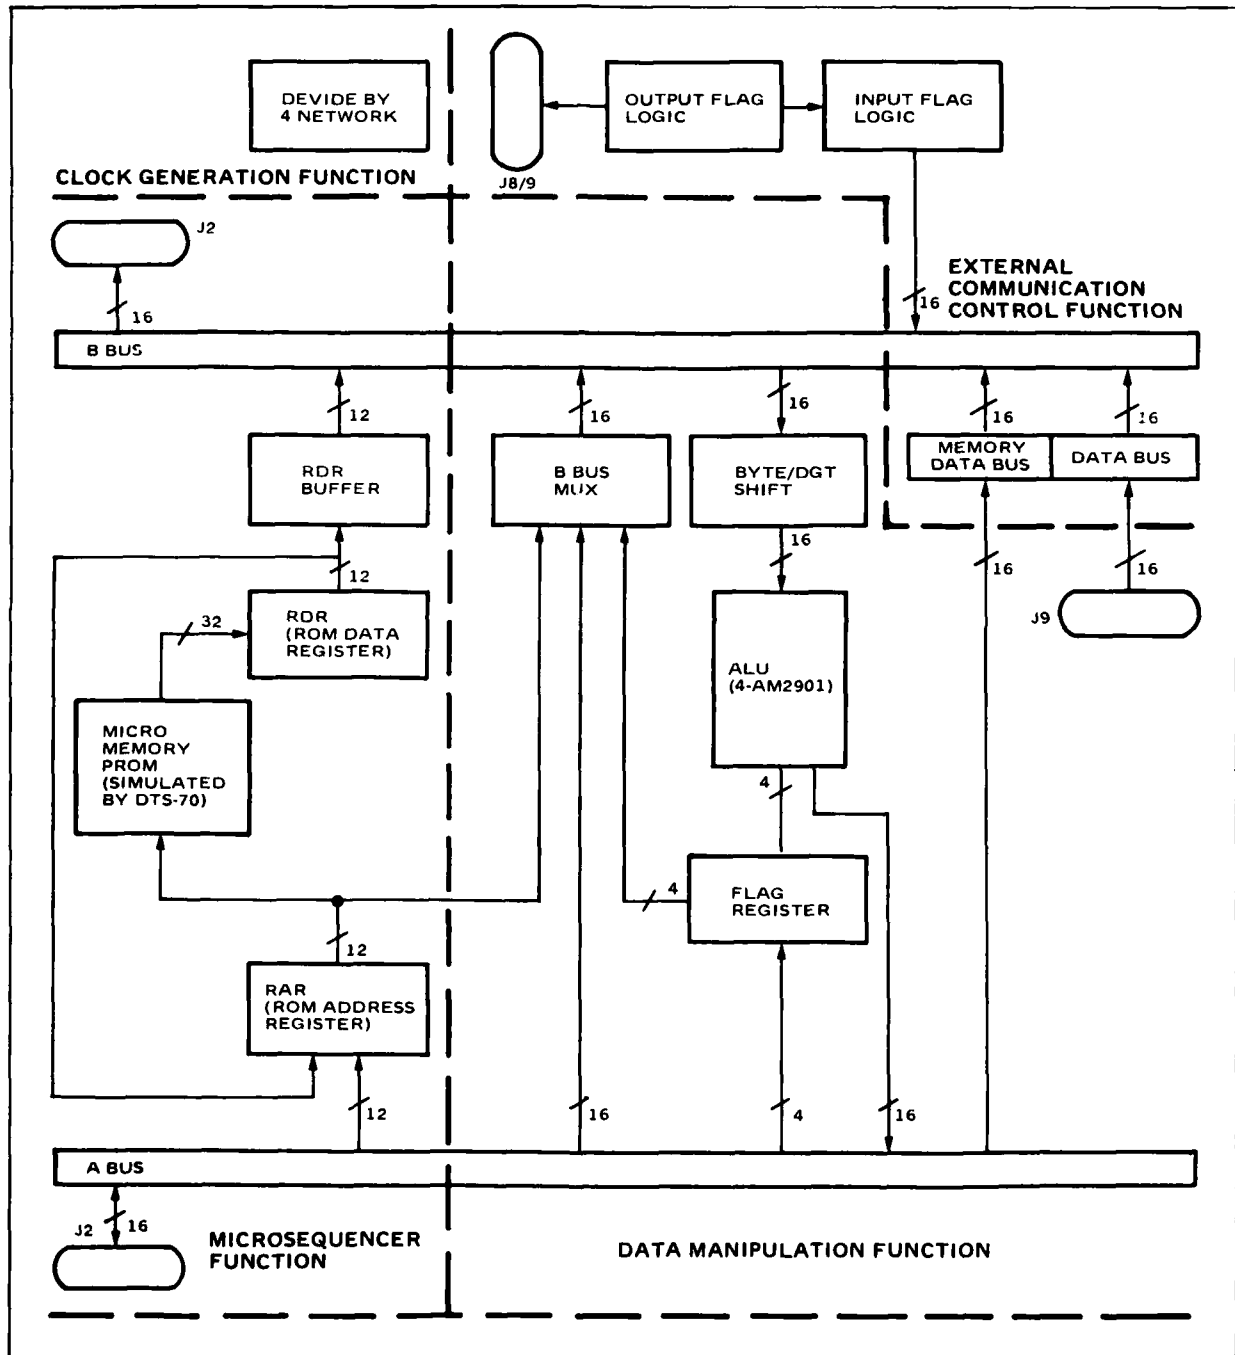 DEVIDE BY
4 NETWORK
OUTPUT FLAG
LOGIC
INPUT FLAG
LOGIC
J8/9
CLOCK GENERATION FUNCTION
J2
16
EXTERNAL
COMMUNICATION
CONTROL FUNCTION
16
B BUS
12
16
16
16
16
RDR
BUFFER
B BUS
MUX
BYTE/DGT
SHIFT
MEMORY
DATA BUS
DATA BUS
12
16
16
16
RDR
(ROM DATA
REGISTER)
32
J9
ALU
(4-AM2901)
MICRO
MEMORY
PROM
(SIMULATED
BY DTS-70)
4
4
FLAG
REGISTER
12
RAR
(ROM ADDRESS
REGISTER)
12
16
4
16
A BUS
J2
16
MICROSEQUENCER
FUNCTION
DATA MANIPULATION FUNCTION